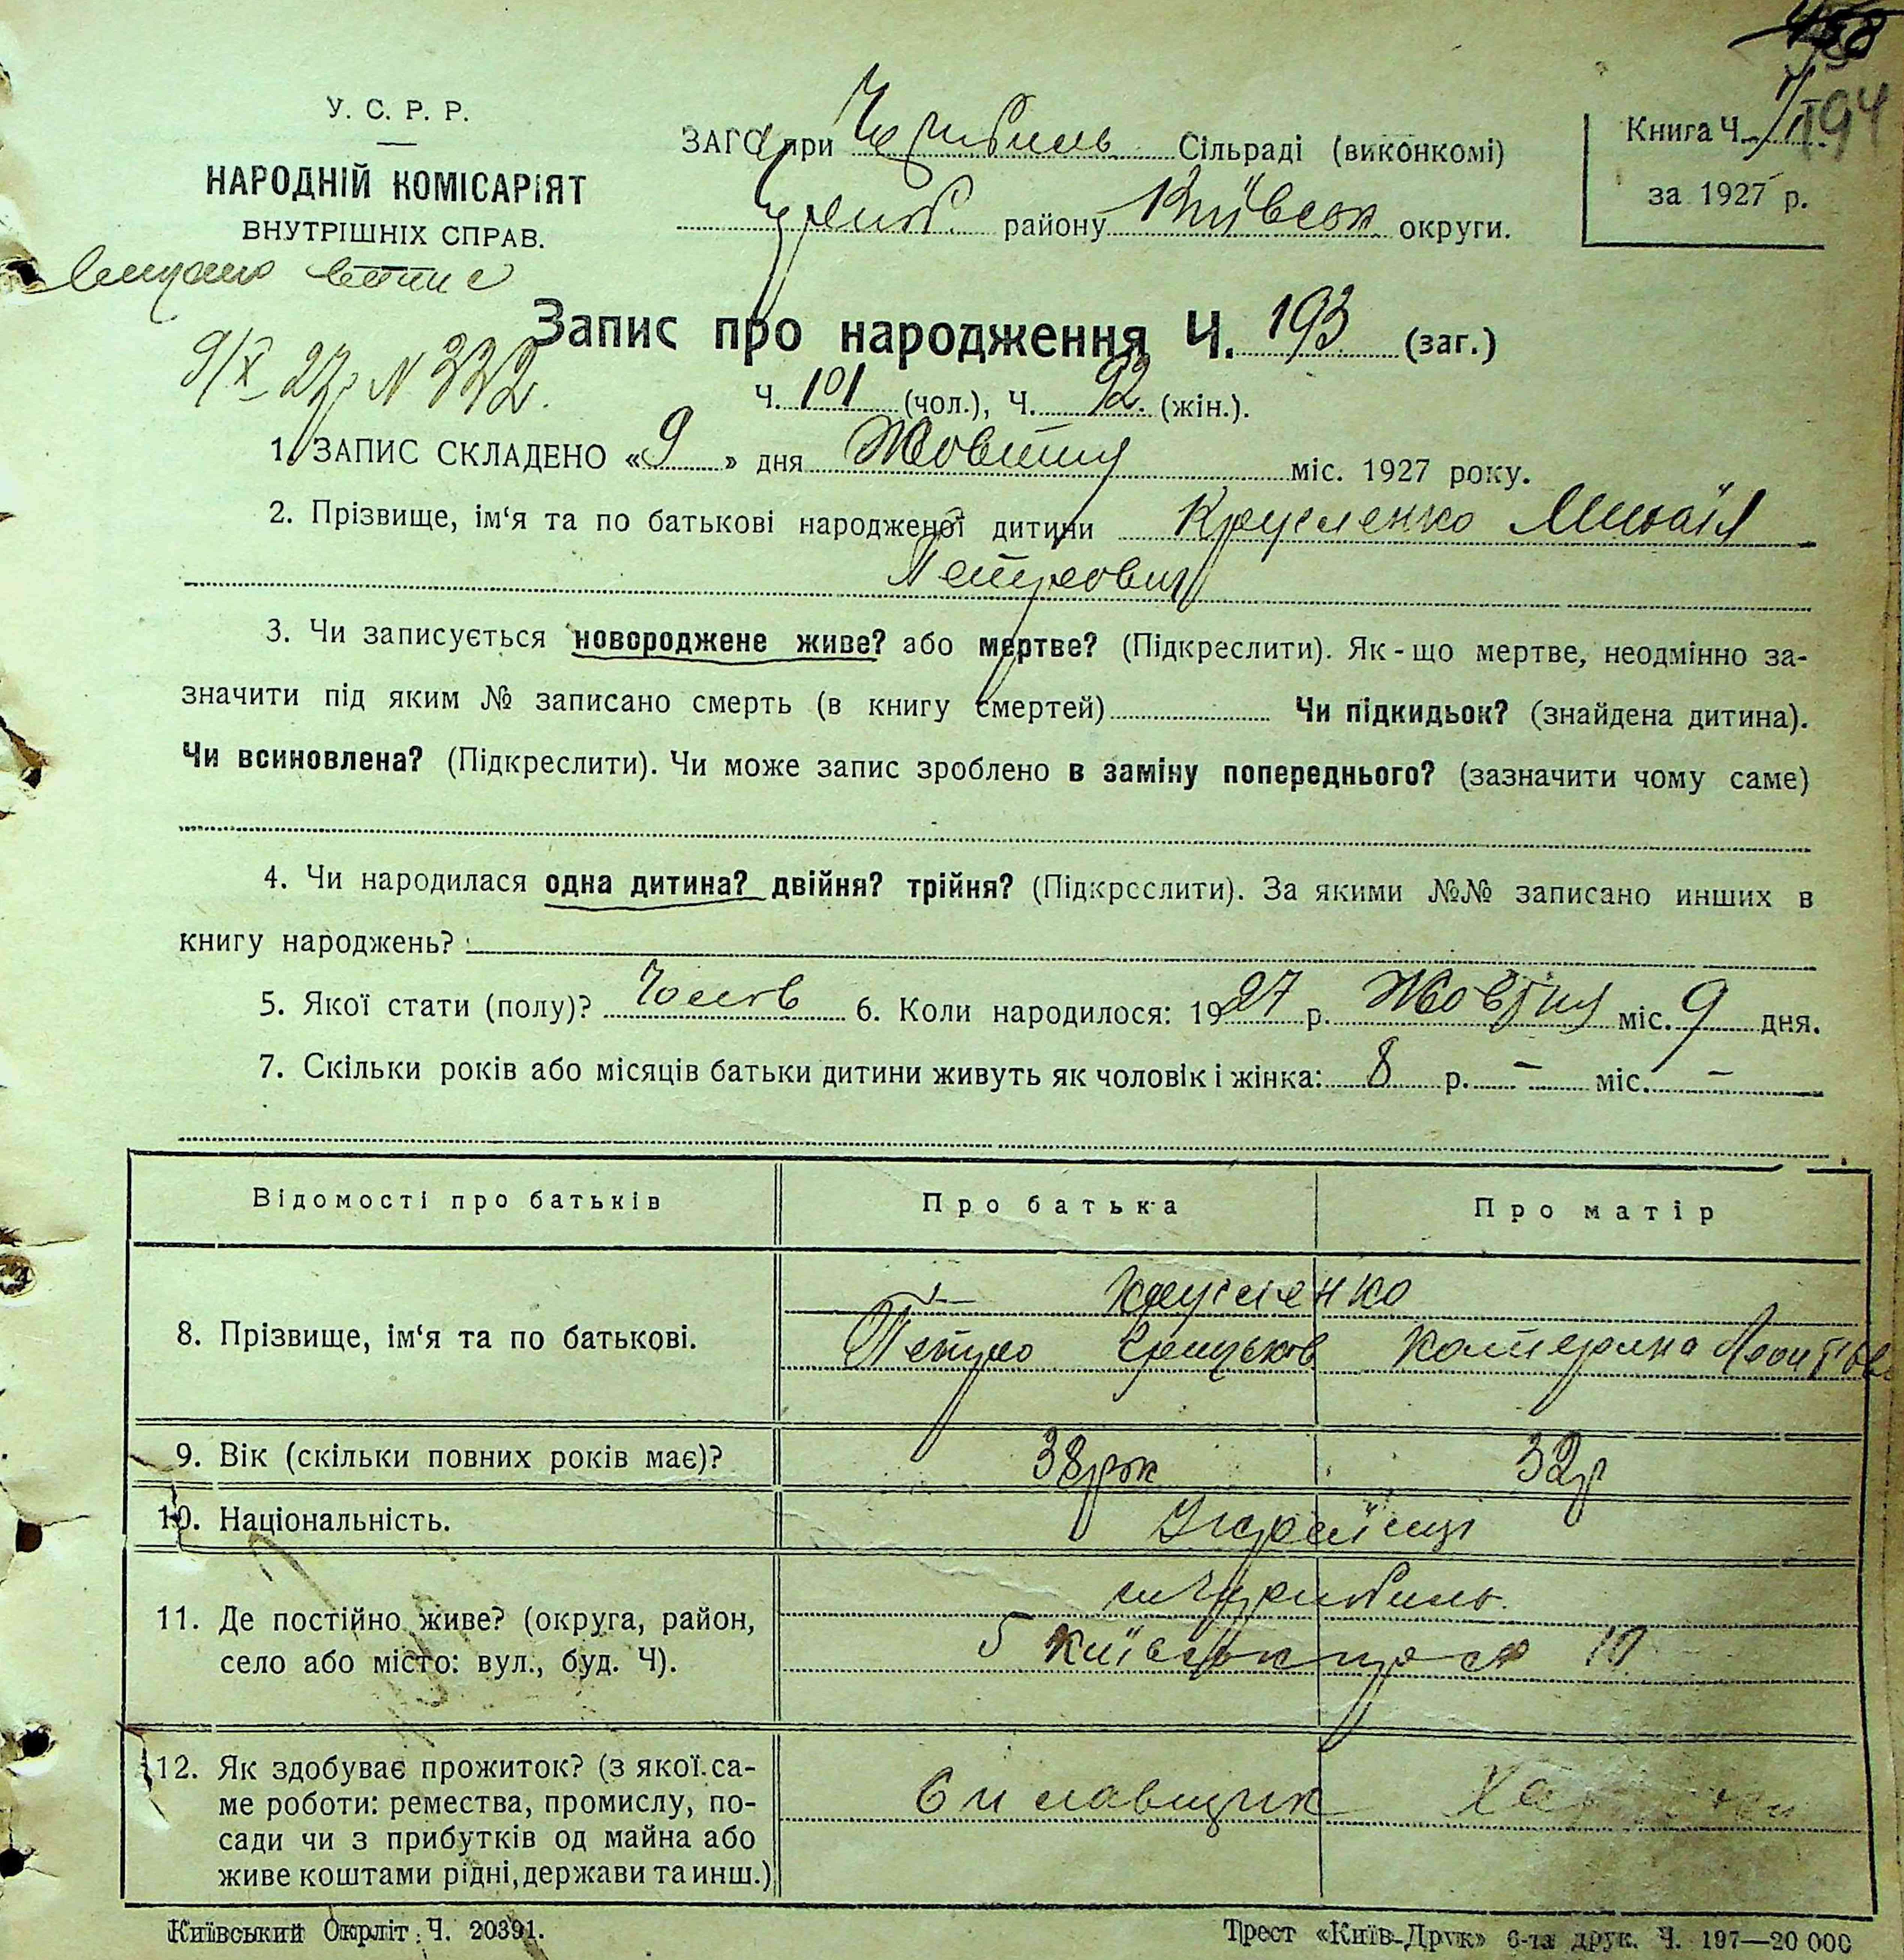 458
194
У. С. Р. Р.
НАРОДНІЙ КОМІСАРІЯТ
ВНУТРІШНІХ СПРАВ.
ЗАГС при Чорнобиль Сільраді (виконкомі)
Чорноб. району Київськ округи.
Книга Ч.
за 1927 р.
9/X 27 р N 332.
Запис про народження Ч. 193 (заг.)
Ч. 101 (чол.), Ч. 92. (жін.).
1. ЗАПИС СКЛАДЕНО «9» дня Жовтня міс. 1927 року.
2. Прізвище, ім‘я та по батькові народженої дитини Михаіл
Петрович
3. Чи записується новороджене живе? або мертве? (Підкреслити). Як-що мертве, неодмінно за-
значити під яким № записано смерть (в книгу смертей) Чи підкидьок? (знайдена дитина).
Чи всиновлена? (Підкреслити). Чи може запис зроблено в заміну попереднього? (зазначити чому саме)
4. Чи народилася одна дитина? двійня? трійня? (Підкреслити). За якими №№ записано инших в
книгу народжень?
5. Якої стати (полу)? Чолов 6. Коли народилося: 1927 р. Жовтня міс. 9 дня.
7. Скільки років або місяців батьки дитини живуть як чоловік і жінка: 8 р. – міс. –
Відомості про батьків Про батька Про матір
8. Прізвище, ім‘я та по батькові.
Петро Грицьков Катерина
9. Вік (скільки повних років має)? 38 рок 32 р
10. Національність. Українці
11. Де постійно живе? (округа, район,
село або місто: вул., буд. Ч).
м Чорнобиль.
12. Як здобуває прожиток? (з якої са-
ме роботи: ремества, промислу, по-
сади чи з прибутків од майна або
живе коштами рідні, держави та инш.)
Київський Окрліт Ч. 20391.
Трест «Київ-Друк» 6-та друк. Ч. 197—20 000